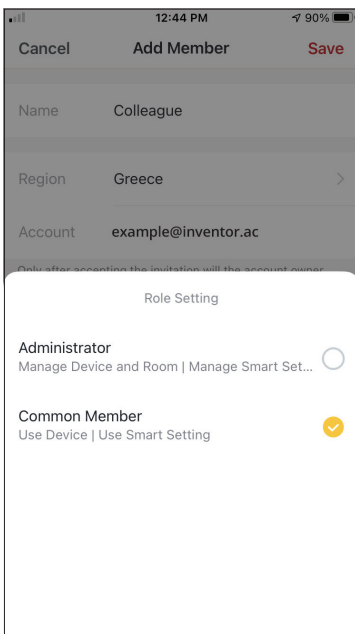 12:44 PM
90%
Cancel
Add Member
Save
Name
Colleague
Region
Greece
Account
example@inventor.ac
Only after accepting the invitation will the account owner
Role Setting
Administrator
Manage Device and Room | Manage Smart Set...
Common Member
Use Device | Use Smart Setting